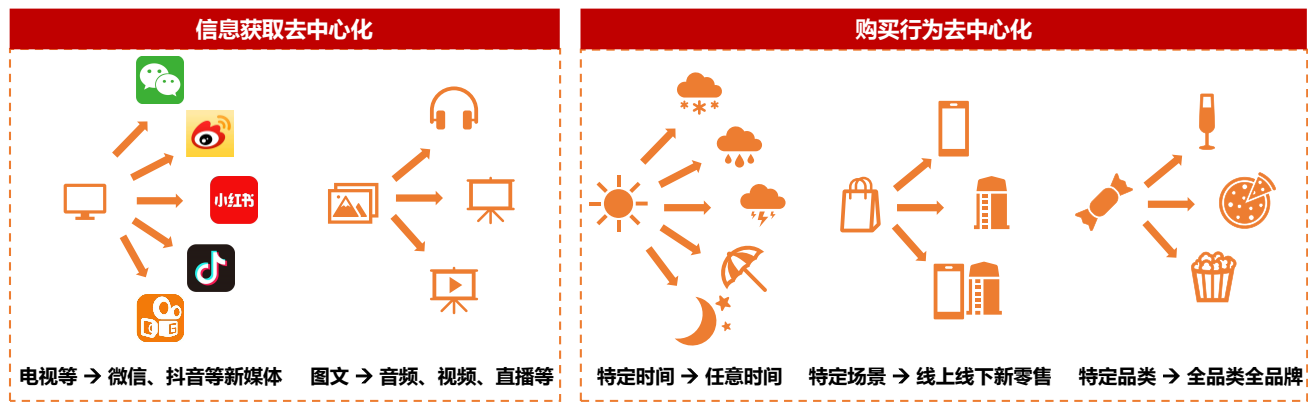 信息获取去中心化
购买行为去中心化
小红书
电视等 → 微信、抖音等新媒体
图文 → 音频、视频、直播等
特定时间 → 任意时间
特定场景 → 线上线下新零售
特定品类 → 全品类全品牌